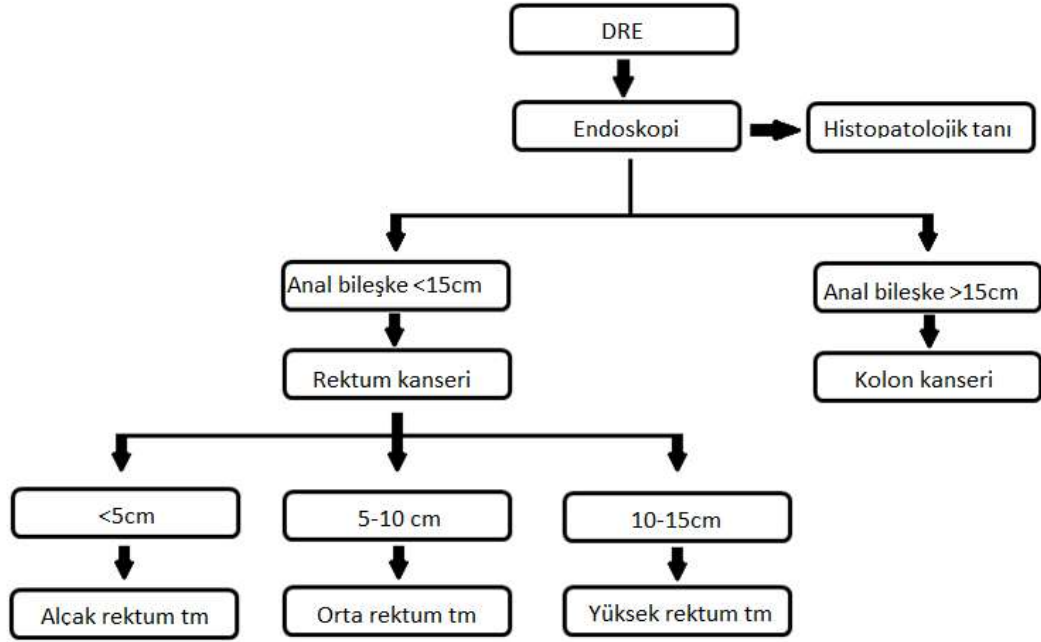 DRE
Endoskopi
Histopatolojik tanı
Anal bileşke <15cm
Anal bileşke >15cm
Rektum kanseri
Kolon kanseri
<5cm
5-10 cm
10-15cm
Alçak rektum tm
Orta rektum tm
Yüksek rektum tm